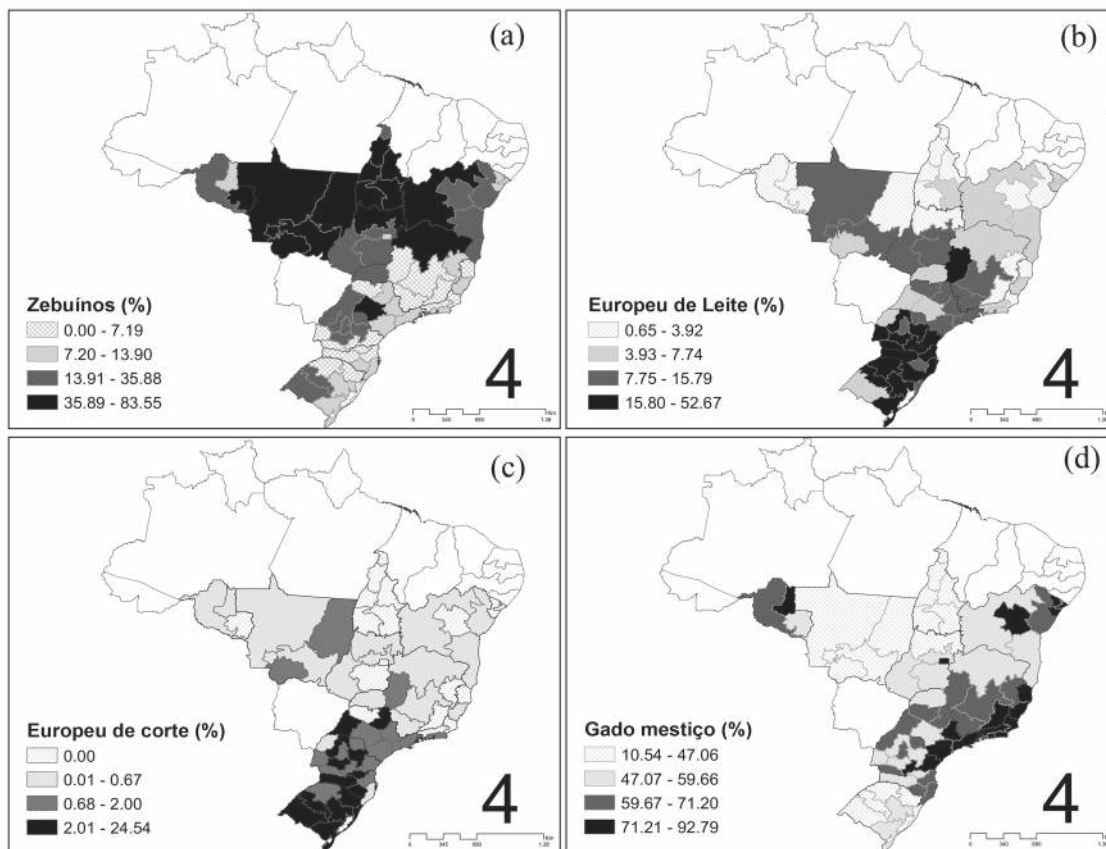 (a)
Zebuínos (%)
0.00 - 7.19
7.20 - 13.90
13.91 - 35.88
35.89 - 83.55
4
(b)
Europeu de Leite (%)
0.65 - 3.92
3.93 - 7.74
7.75 - 15.79
15.80 - 52.67
4
(c)
Europeu de corte (%)
0.00
0.01 - 0.67
0.68 - 2.00
2.01 - 24.54
4
(d)
Gado mestiço (%)
10.54 - 47.06
47.07 - 59.66
59.67 - 71.20
71.21 - 92.79
4